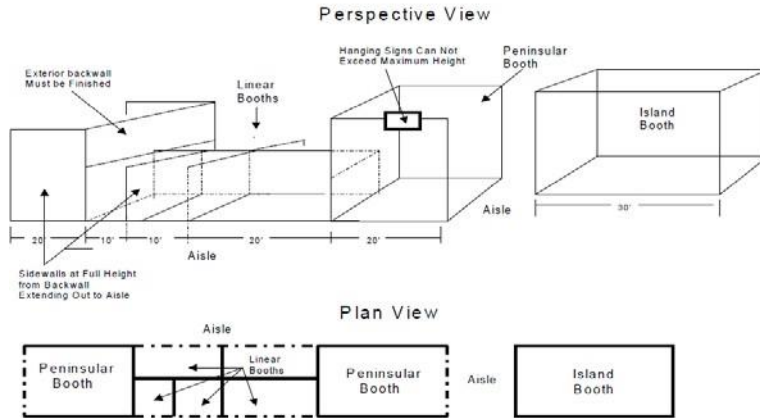 Perspective View
Hanging Signs Can Not
Exceed Maximum Height
Peninsular
Booth
Exterior backwall
Must be Finished
Linear
Booths
Island
Booth
Aisle
20'
10'
10'
20'
20'
30'
Aisle
Sidewalls at Full Height
from Backwall
Extending Out to Aisle
Plan View
Aisle
Peninsular
Booth
Linear
Booths
Peninsular
Booth
Aisle
Island
Booth